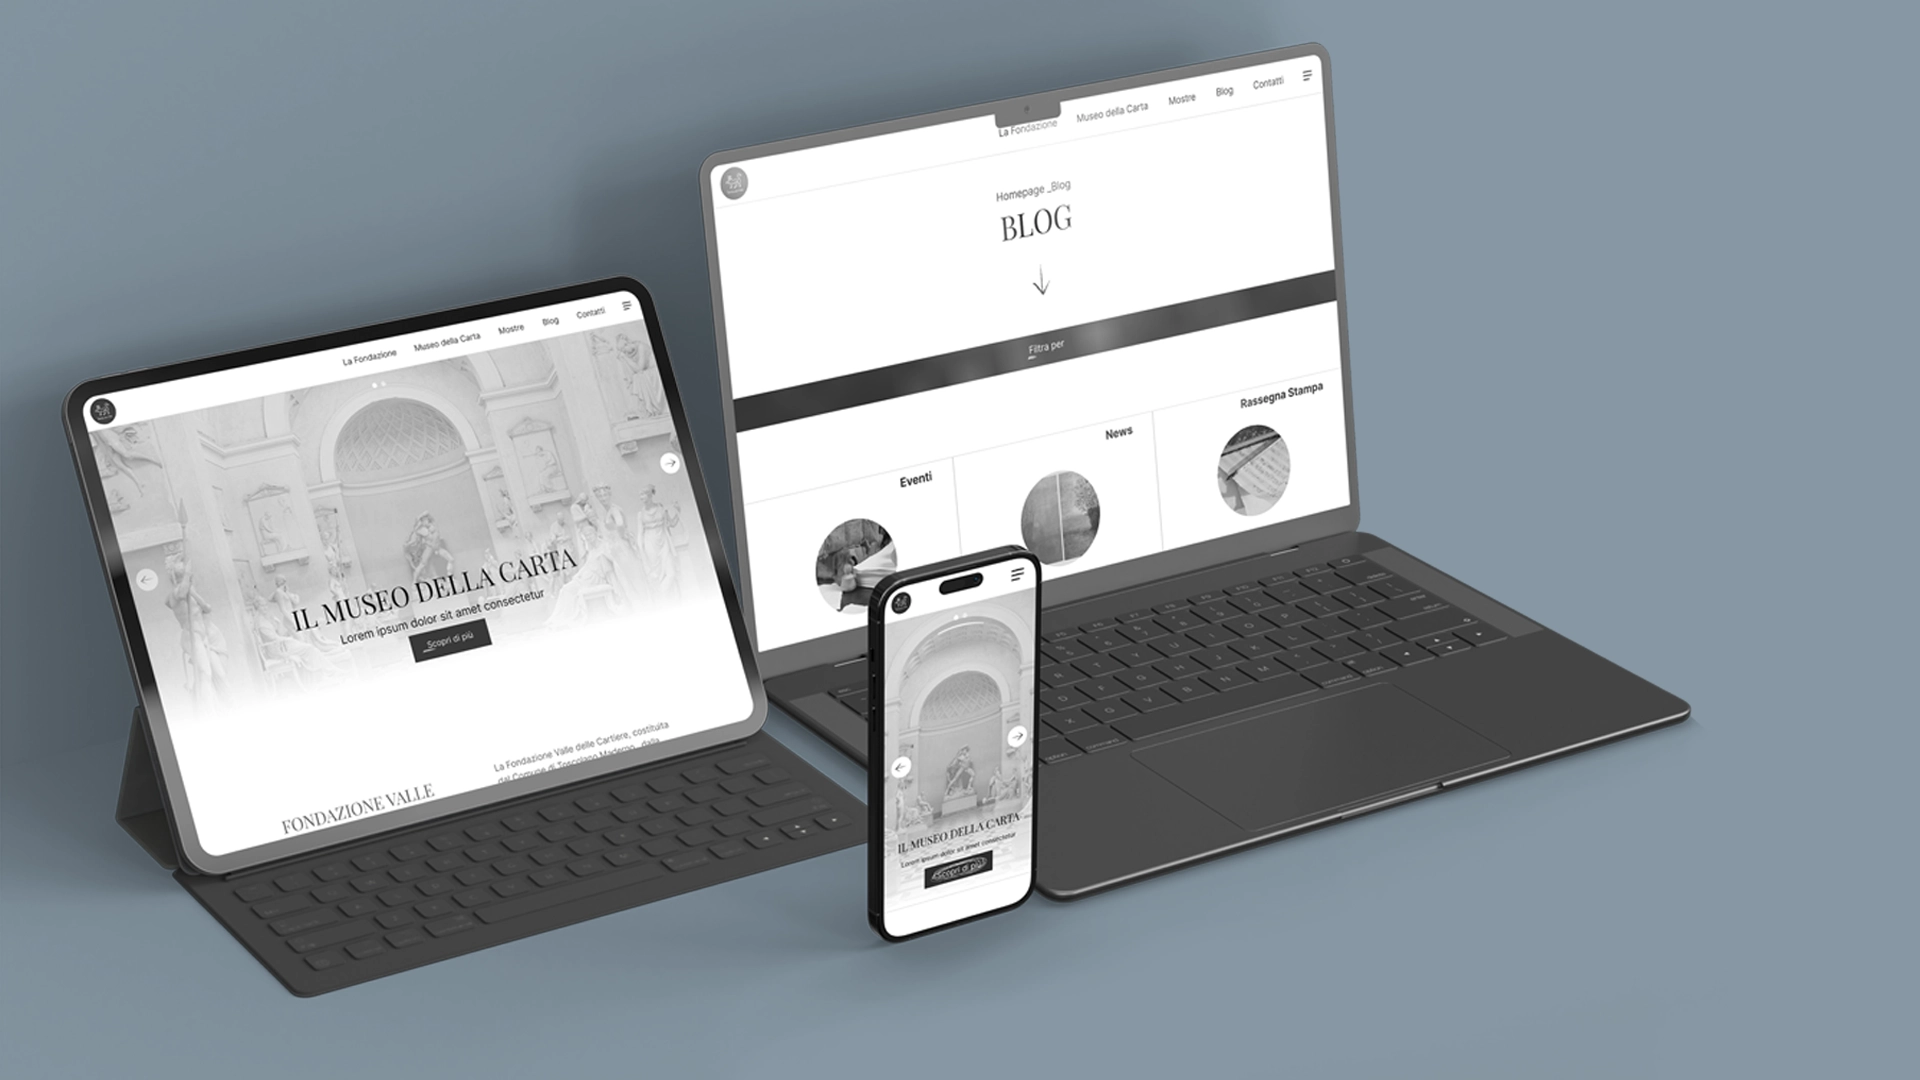 La Fondazione
Museo della Carta
Mostre
Blog
Contatti
IL MUSEO DELLA CARTA
Lorem ipsum dolor sit amet consectetur
Scopri di più
FONDAZIONE VALLE
La Fondazione Valle delle Cartiere, costituita
dal Comune di Toscolano Maderno, dalla
La Fondazione
Museo della Carta
Mostre
Blog
Contatti
Homepage _Blog
BLOG
Filtra per
Eventi
News
Rassegna Stampa
IL MUSEO DELLA CARTA
Lorem ipsum dolor sit amet consectetur
Scopri di più